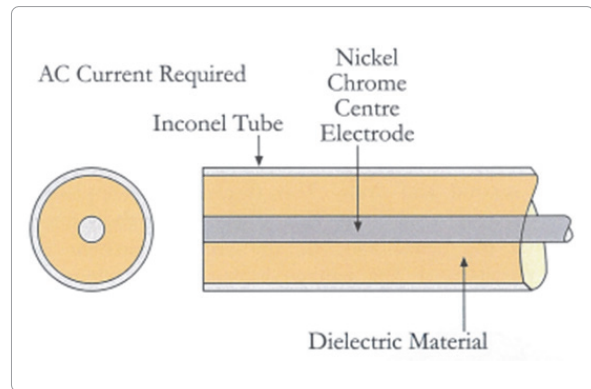 AC Current Required
Nickel
Chrome
Centre
Electrode
Inconel Tube
Dielectric Material